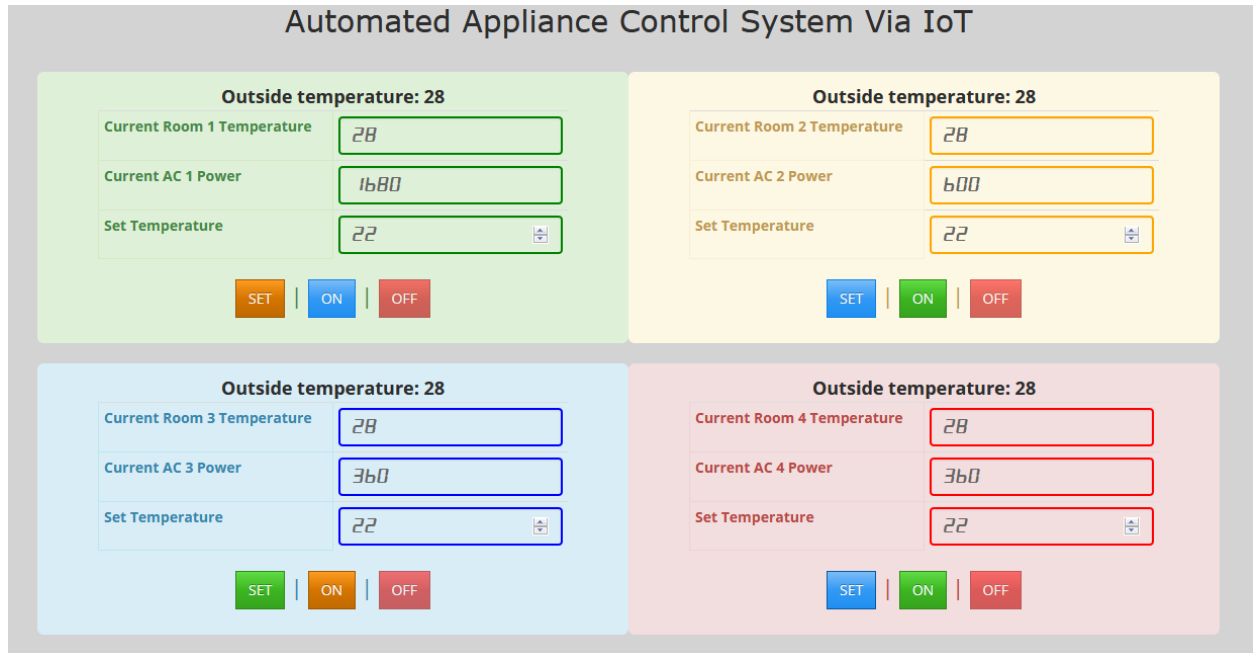 Automated Appliance Control System Via IoT
Outside temperature: 28
Current Room 1 Temperature 28
Current AC 1 Power 1680
Set Temperature 22
SET | ON | OFF
Outside temperature: 28
Current Room 2 Temperature 28
Current AC 2 Power 600
Set Temperature 22
SET | ON | OFF
Outside temperature: 28
Current Room 3 Temperature 28
Current AC 3 Power 360
Set Temperature 22
SET | ON | OFF
Outside temperature: 28
Current Room 4 Temperature 28
Current AC 4 Power 360
Set Temperature 22
SET | ON | OFF